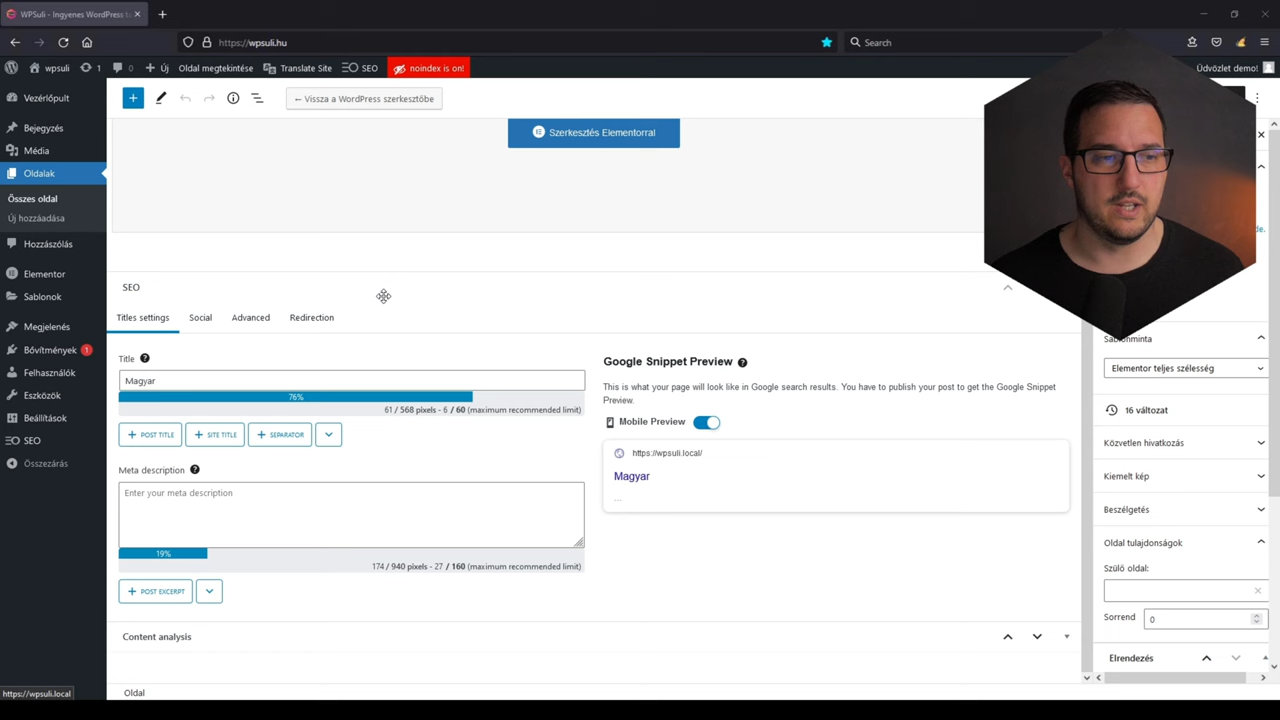 WPSuli - Ingyenes WordPress t
https://wpsuli.hu
Search
wpsuli
1
0
Új
Oldal megtekintése
Translate Site
SEO
noindex is on!
Üdvözlet demo!
Vezérlőpult
Bejegyzés
Média
Oldalak
Összes oldal
Új hozzáadása
Hozzászólás
Elementor
Sablonok
Megjelenés
Bővítmények 1
Felhasználók
Eszközök
Beállítások
SEO
Összezárás
https://wpsuli.local
← Vissza a WordPress szerkesztőbe
Szerkesztés Elementorral
SEO
Titles settings
Social
Advanced
Redirection
Title
Magyar
76%
61 / 568 pixels - 6 / 60 (maximum recommended limit)
+ POST TITLE
+ SITE TITLE
+ SEPARATOR
Meta description
Enter your meta description
19%
174 / 940 pixels - 27 / 160 (maximum recommended limit)
+ POST EXCERPT
Google Snippet Preview
This is what your page will look like in Google search results. You have to publish your post to get the Google Snippet
Preview.
Mobile Preview
https://wpsuli.local/
Magyar
...
Content analysis
Oldal
de.
Sablonminta
Elementor teljes szélesség
16 változat
Közvetlen hivatkozás
Kiemelt kép
Beszélgetés
Oldal tulajdonságok
Szülő oldal:
Sorrend
0
Elrendezés